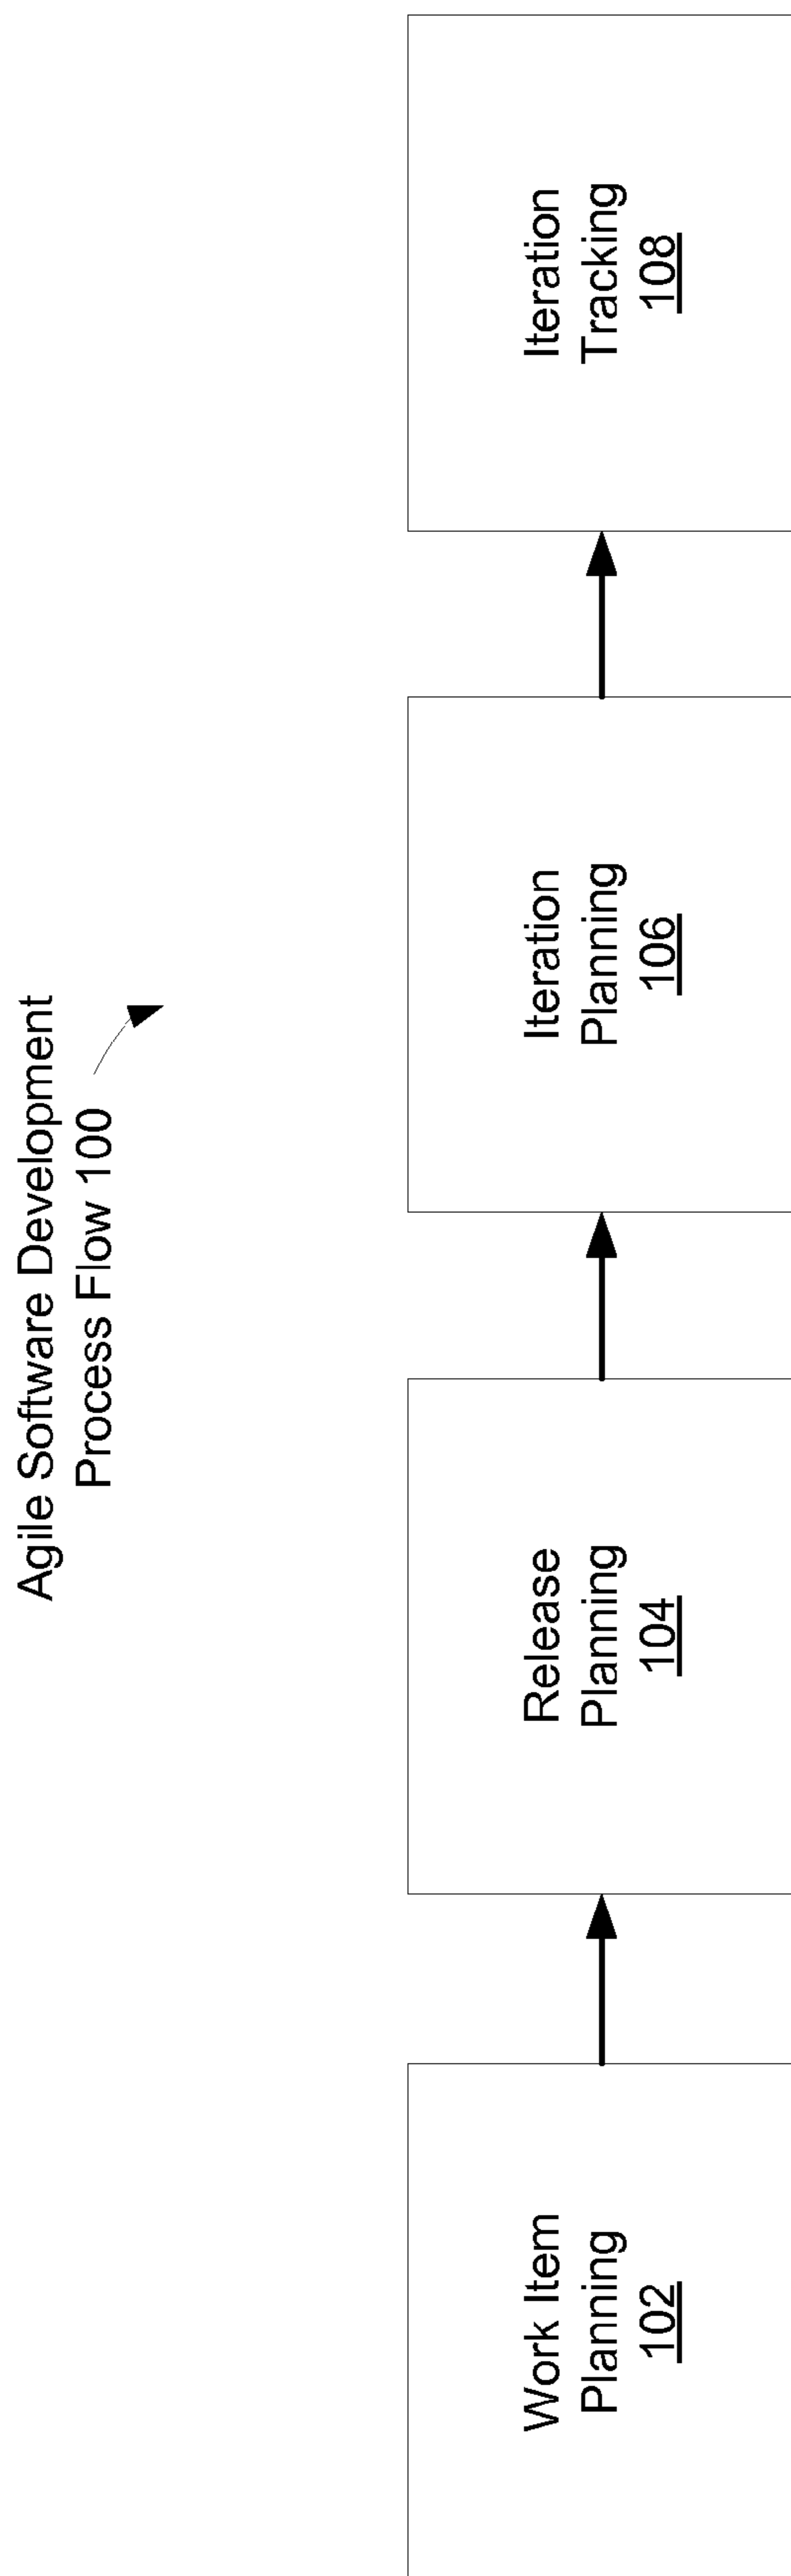 Agile Software Development
Process Flow 100
Work Item
Planning
102
Release
Planning
104
Iteration
Planning
106
Iteration
Tracking
108